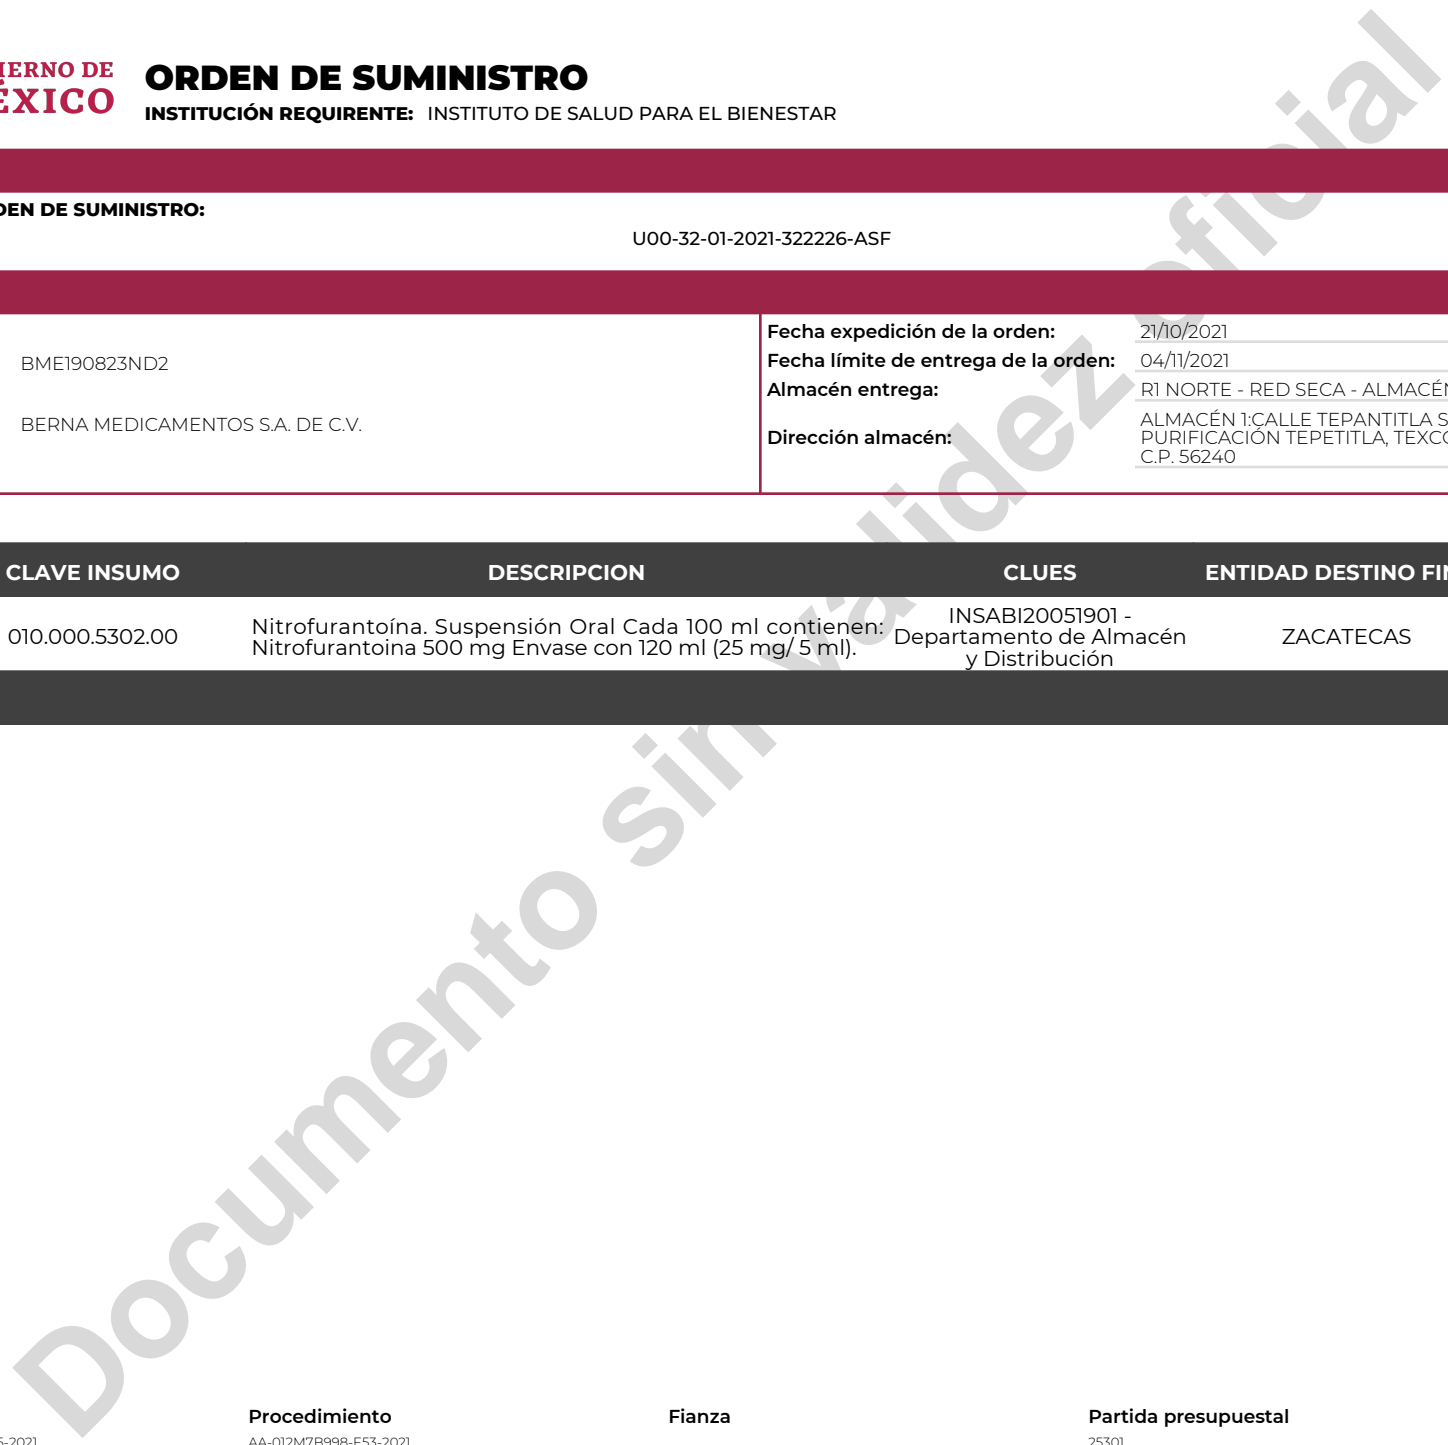 ORDEN DE SUMINISTRO
DE
INSTITUCIÓN REQUIRENTE: INSTITUTO DE SALUD PARA EL BIENESTAR
DE SUMINISTRO:
U00-32-01-2021-322226-ASF
BME190823ND2
BERNA MEDICAMENTOS S.A. DE C.V.
Fecha expedición de la orden: 21/10/2021
Fecha límite de entrega de la orden: 04/11/2021
Almacén entrega: R1 NORTE - RED SECA - ALMACÉN
Dirección almacén: ALMACÉN 1:CALLE TEPANTITLA S
PURIFICACIÓN TEPETITLA,
C.P. 56240
CLAVE INSUMO DESCRIPCION CLUES ENTIDAD DESTINO
010.000.5302.00
Nitrofurantoína. Suspensión Oral Cada 100 ml contienen:
Nitrofurantoina 500 mg Envase con 120 ml (25 mg/ 5 ml).
INSABI20051901 -
Departamento de Almacén
y Distribución
ZACATECAS
Documento sin validez oficial
Procedimiento Fianza Partida presupuestal
AA-012M7B998-E53-2021
25301